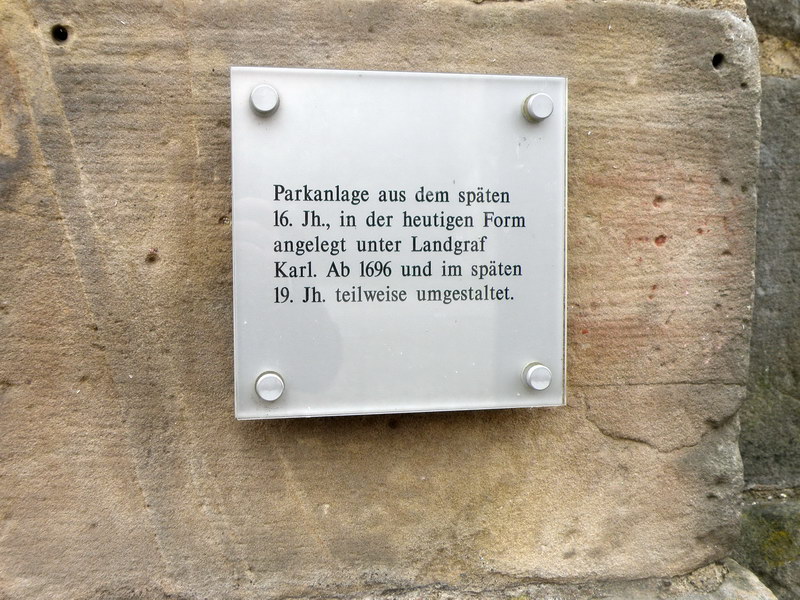 Parkanlage aus dem späten
16. Jh., in der heutigen Form
angelegt unter Landgraf
Karl. Ab 1696 und im späten
19. Jh. teilweise umgestaltet.